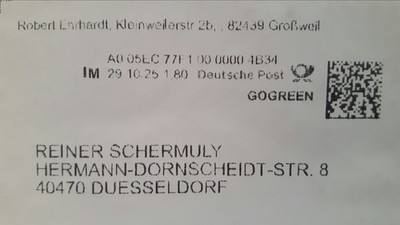 Robert Ehrhardt, Kleinweilerstr 2b, , 82439 Großweil
A0 05EC 77F1 00 0000 4B34
IM 29.10.25 1,80 Deutsche Post
GOGREEN
REINER SCHERMULY
HERMANN-DORNSCHEIDT-STR. 8
40470 DUESSELDORF